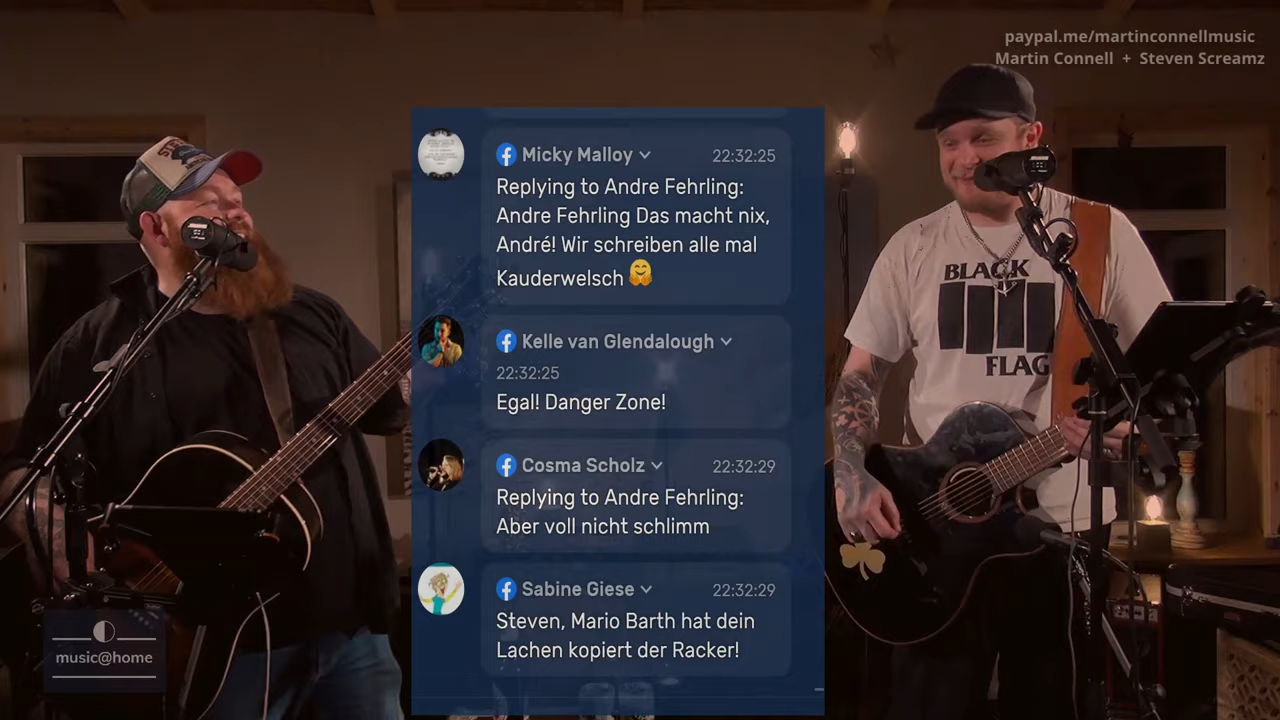 paypal.me/martinconnellmusic
Martin Connell + Steven Screamz
Micky Malloy 22:32:25
Replying to Andre Fehrling:
Andre Fehrling Das macht nix,
André! Wir schreiben alle mal
Kauderwelsch 🤗
Kelle van Glendalough
22:32:25
Egal! Danger Zone!
Cosma Scholz 22:32:29
Replying to Andre Fehrling:
Aber voll nicht schlimm
Sabine Giese 22:32:29
Steven, Mario Barth hat dein
Lachen kopiert der Racker!
BLACK
FLAG
music@home